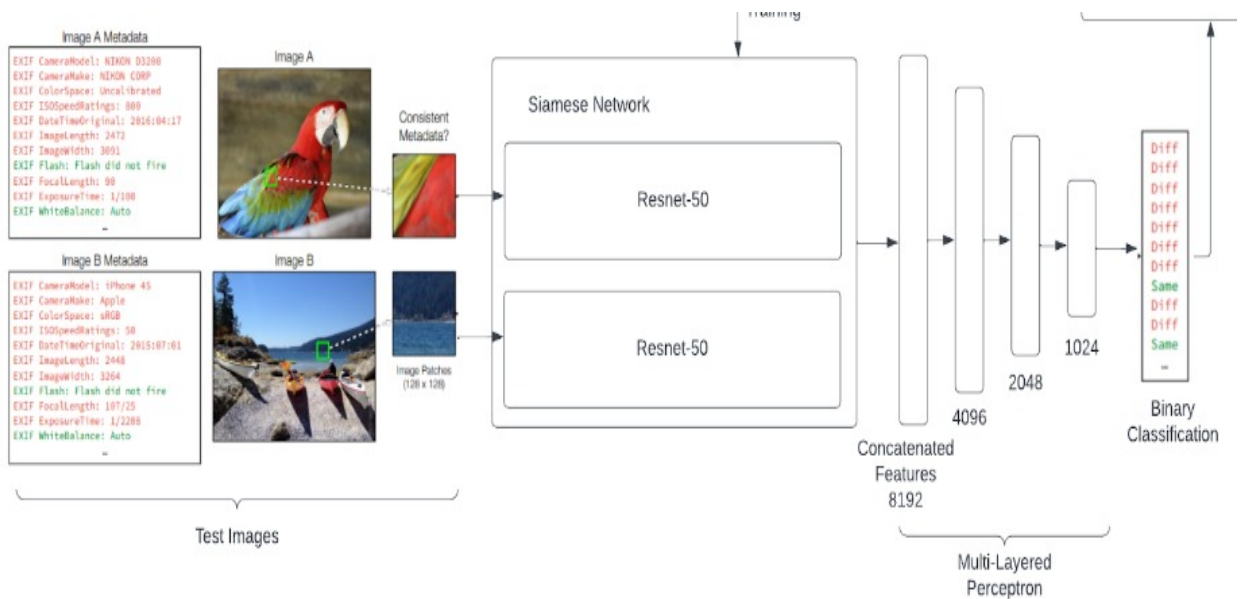 Training
Image A Metadata
EXIF CameraModel: NIKON D3200
EXIF CameraMake: NIKON CORP
EXIF ColorSpace: Uncalibrated
EXIF ISOSpeedRatings: 800
EXIF DateTimeOriginal: 2016:04:17
EXIF ImageLength: 2472
EXIF ImageWidth: 3091
EXIF Flash: Flash did not fire
EXIF FocalLength: 90
EXIF ExposureTime: 1/100
EXIF WhiteBalance: Auto
…
Image A
Consistent
Metadata?
Image B Metadata
EXIF CameraModel: iPhone 4S
EXIF CameraMake: Apple
EXIF ColorSpace: sRGB
EXIF ISOSpeedRatings: 50
EXIF DateTimeOriginal: 2015:07:01
EXIF ImageLength: 2448
EXIF ImageWidth: 3264
EXIF Flash: Flash did not fire
EXIF FocalLength: 107/25
EXIF ExposureTime: 1/2208
EXIF WhiteBalance: Auto
…
Image B
Image Patches
(128 x 128)
Test Images
Siamese Network
Resnet-50
Resnet-50
Concatenated
Features
8192
4096
2048
1024
Multi-Layered
Perceptron
Diff
Diff
Diff
Diff
Diff
Diff
Diff
Same
Diff
Diff
Same
…
Binary
Classification